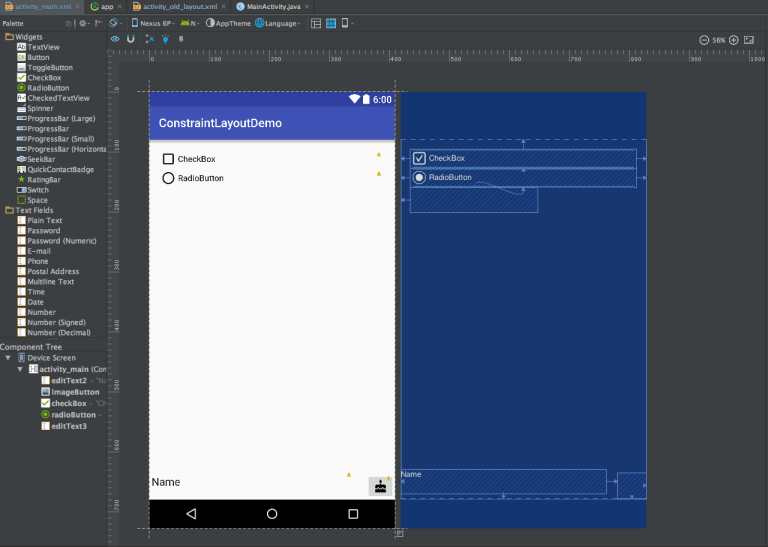 activity_main.xml × app × activity_old_layout.xml × MainActivity.java ×
Palette Nexus 6P N AppTheme Language
8 56%
Widgets
Ab TextView
Button
ToggleButton
CheckBox
RadioButton
CheckedTextView
Spinner
ProgressBar (Large)
ProgressBar
ProgressBar (Small)
ProgressBar (Horizonta
SeekBar
QuickContactBadge
RatingBar
Switch
Space
Text Fields
Plain Text
Password
Password (Numeric)
E-mail
Phone
Postal Address
Multiline Text
Time
Date
Number
Number (Signed)
Number (Decimal)
Component Tree
Device Screen
activity_main (Con
editText2 – "Na
imageButton
checkBox – "Ch
radioButton –
editText3
0 100 200 300 400 500 600 700 800 900 1000
0
100
200
300
400
500
600
700
6:00
ConstraintLayoutDemo
CheckBox
RadioButton
Name
CheckBox
RadioButton
Name